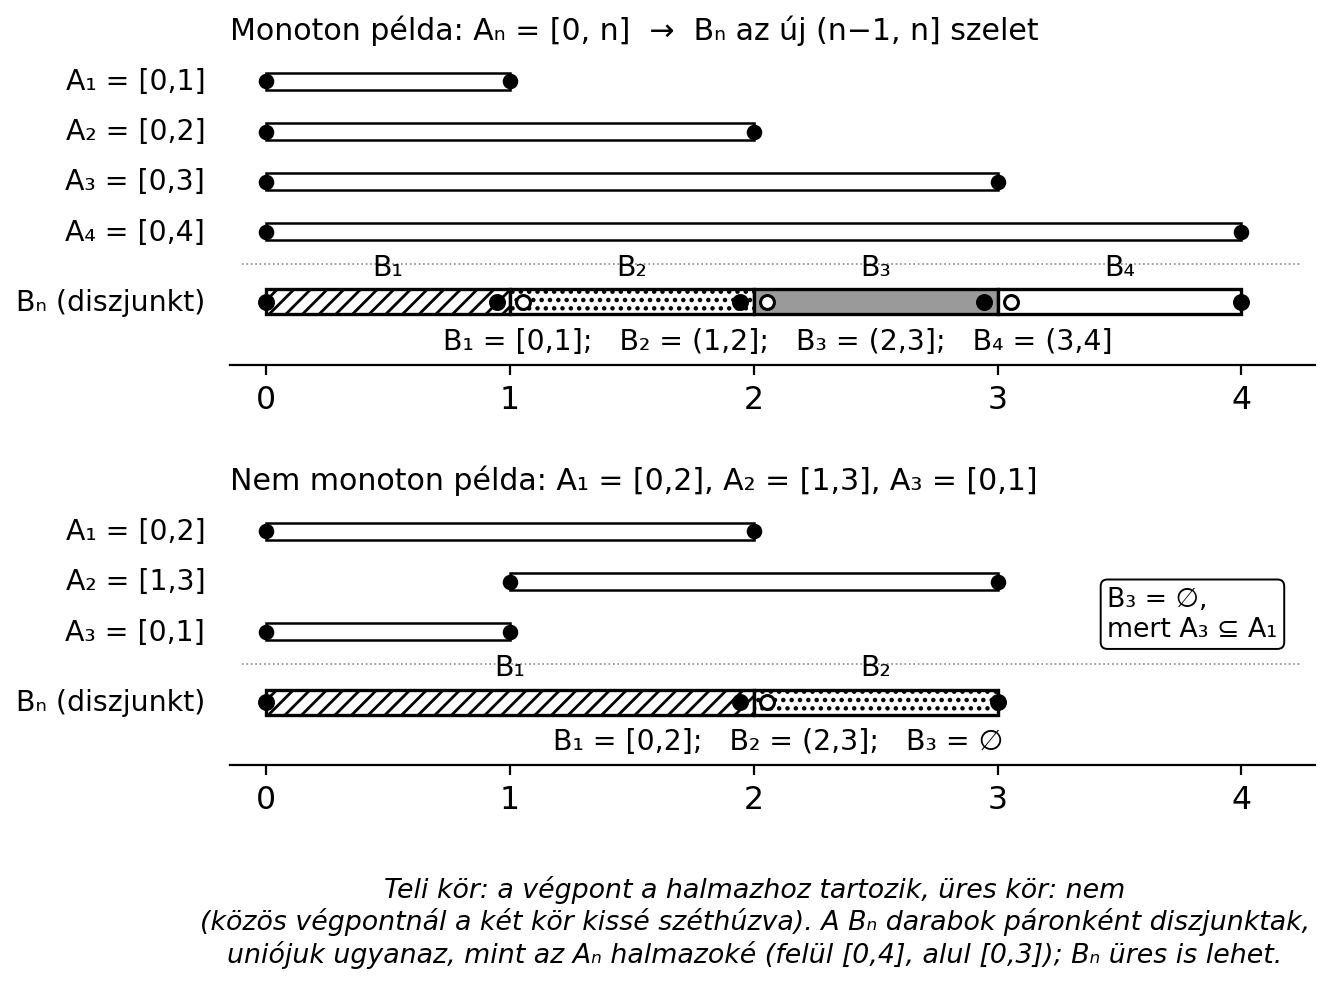 Monoton példa: Aₙ = [0, n] → Bₙ az új (n−1, n] szelet
A₁ = [0,1]
A₂ = [0,2]
A₃ = [0,3]
A₄ = [0,4]
B₁ B₂ B₃ B₄
Bₙ (diszjunkt)
B₁ = [0,1]; B₂ = (1,2]; B₃ = (2,3]; B₄ = (3,4]
0 1 2 3 4
Nem monoton példa: A₁ = [0,2], A₂ = [1,3], A₃ = [0,1]
A₁ = [0,2]
A₂ = [1,3]
B₃ = ∅,
mert A₃ ⊆ A₁
A₃ = [0,1]
B₁ B₂
Bₙ (diszjunkt)
B₁ = [0,2]; B₂ = (2,3]; B₃ = ∅
0 1 2 3 4
Teli kör: a végpont a halmazhoz tartozik, üres kör: nem
(közös végpontnál a két kör kissé széthúzva). A Bₙ darabok páronként diszjunktak,
uniójuk ugyanaz, mint az Aₙ halmazoké (felül [0,4], alul [0,3]); Bₙ üres is lehet.